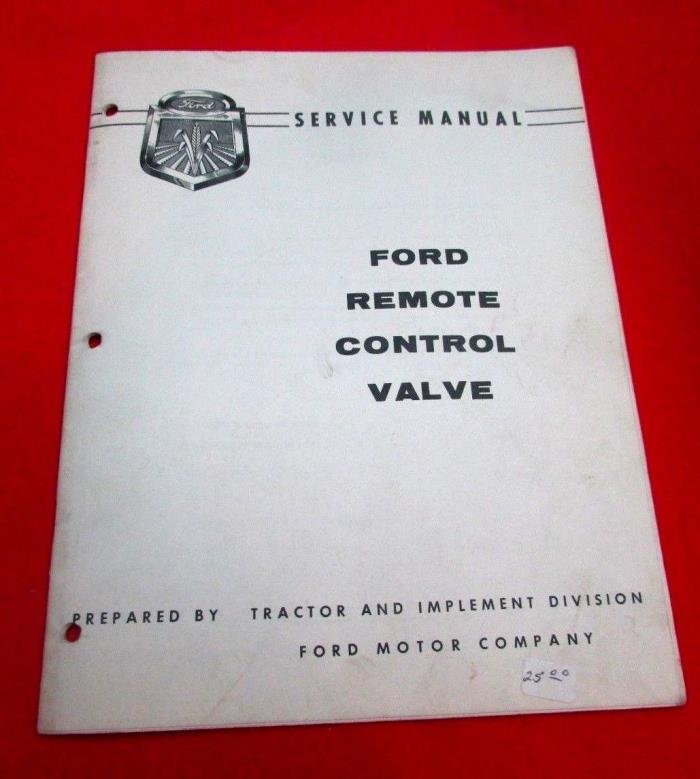 Ford
SERVICE MANUAL
FORD
REMOTE
CONTROL
VALVE
PREPARED BY TRACTOR AND IMPLEMENT DIVISION
FORD MOTOR COMPANY
25 00